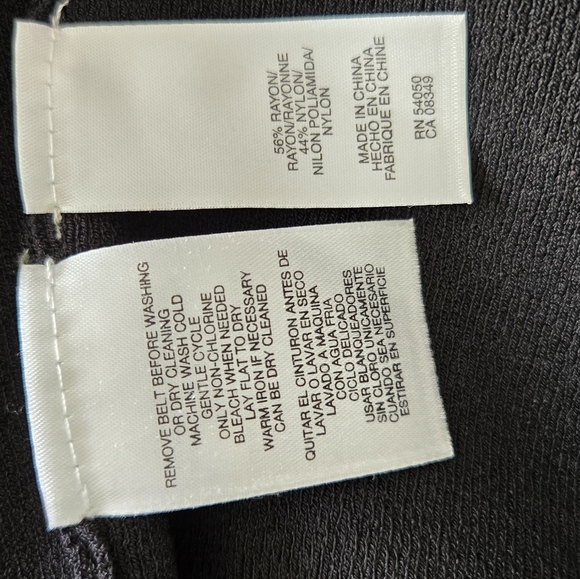 56% RAYON/
RAYON/RAYONNE
44% NYLON/
NILON POLIAMIDA/
NYLON
MADE IN CHINA
HECHO EN CHINA
FABRIQUE EN CHINE
RN 54050
CA 08349
REMOVE BELT BEFORE WASHING
OR DRY CLEANING
MACHINE WASH COLD
GENTLE CYCLE
ONLY NON-CHLORINE
BLEACH WHEN NEEDED
LAY FLAT TO DRY
WARM IRON IF NECESSARY
CAN BE DRY CLEANED
QUITAR EL CINTURON ANTES DE
LAVAR O LAVAR EN SECO
LAVADO A MAQUINA
CON AGUA FRIA
CICLO DELICADO
USAR BLANQUEADORES
SIN CLORO UNICAMENTE
CUANDO SEA NECESARIO
ESTIRAR EN SUPERFICIE